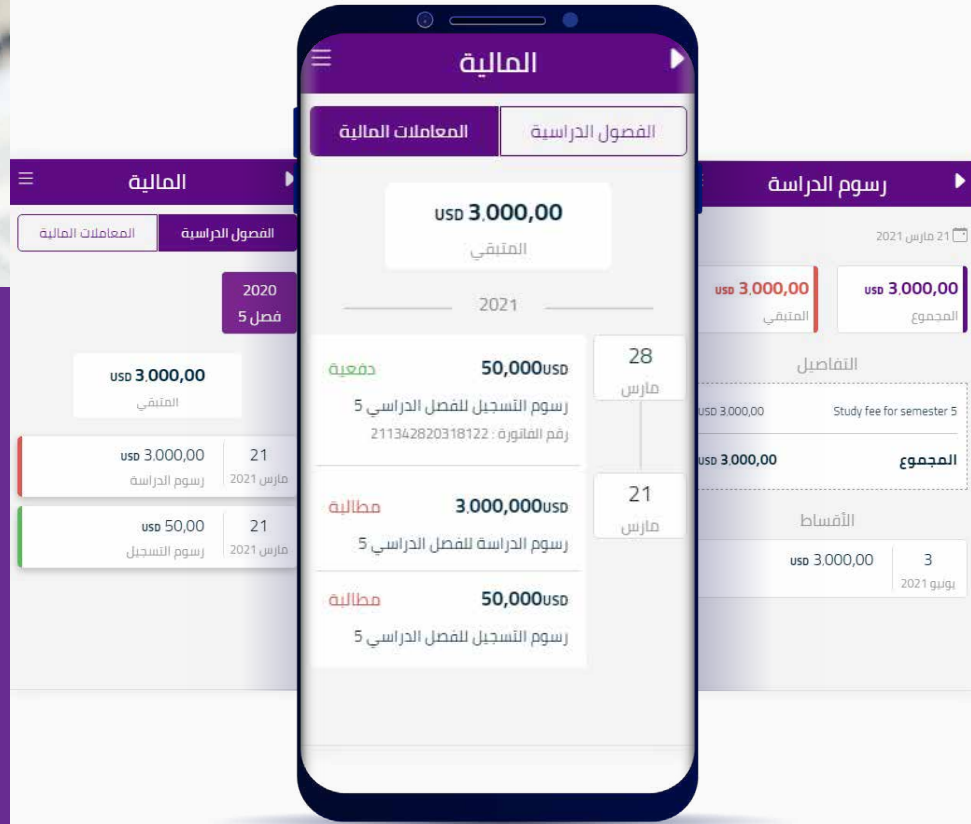 المالية
الفصول الدراسية
المعاملات المالية
USD 3.000,00
المتبقي
2021
28
مارس
50,000USD
دفعية
رسوم التسجيل للفصل الدراسي 5
رقم الفاتورة : 211342820318122
21
مارس
3.000,000USD
مطالبة
رسوم الدراسة للفصل الدراسي 5
50,000USD
مطالبة
رسوم التسجيل للفصل الدراسي 5
رسوم الدراسة
21 مارس 2021
USD 3.000,00
المجموع
USD 3.000,00
المتبقي
التفاصيل
Study fee for semester 5
USD 3.000,00
المجموع
USD 3.000,00
الأقساط
3
يونيو 2021
USD 3.000,00
المالية
الفصول الدراسية
المعاملات المالية
2020
فصل 5
USD 3.000,00
المتبقي
21
مارس 2021
USD 3.000,00
رسوم الدراسة
21
مارس 2021
USD 50,00
رسوم التسجيل